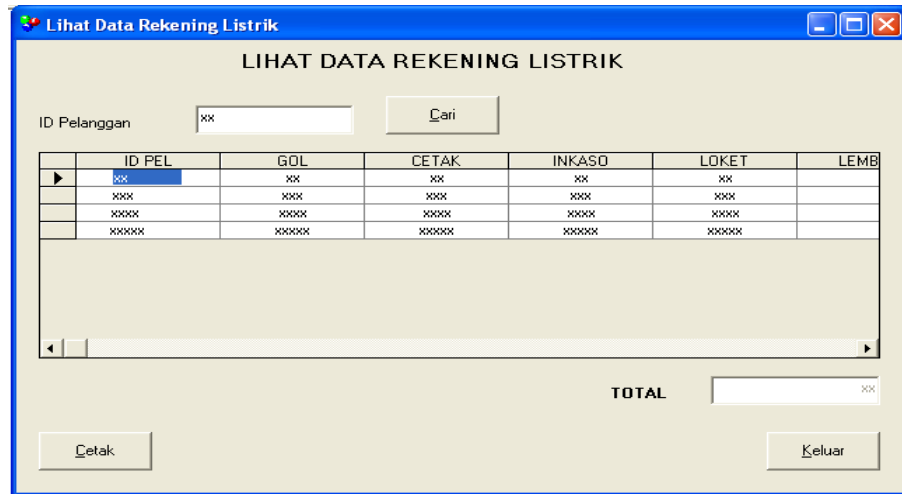 Lihat Data Rekening Listrik
LIHAT DATA REKENING LISTRIK
ID Pelanggan xx Cari
ID PEL GOL CETAK INKASO LOKET LEMB
xx xx xx xx xx
xxx xxx xxx xxx xxx
xxxx xxxx xxxx xxxx xxxx
xxxxx xxxxx xxxxx xxxxx xxxxx
TOTAL xx
Cetak Keluar